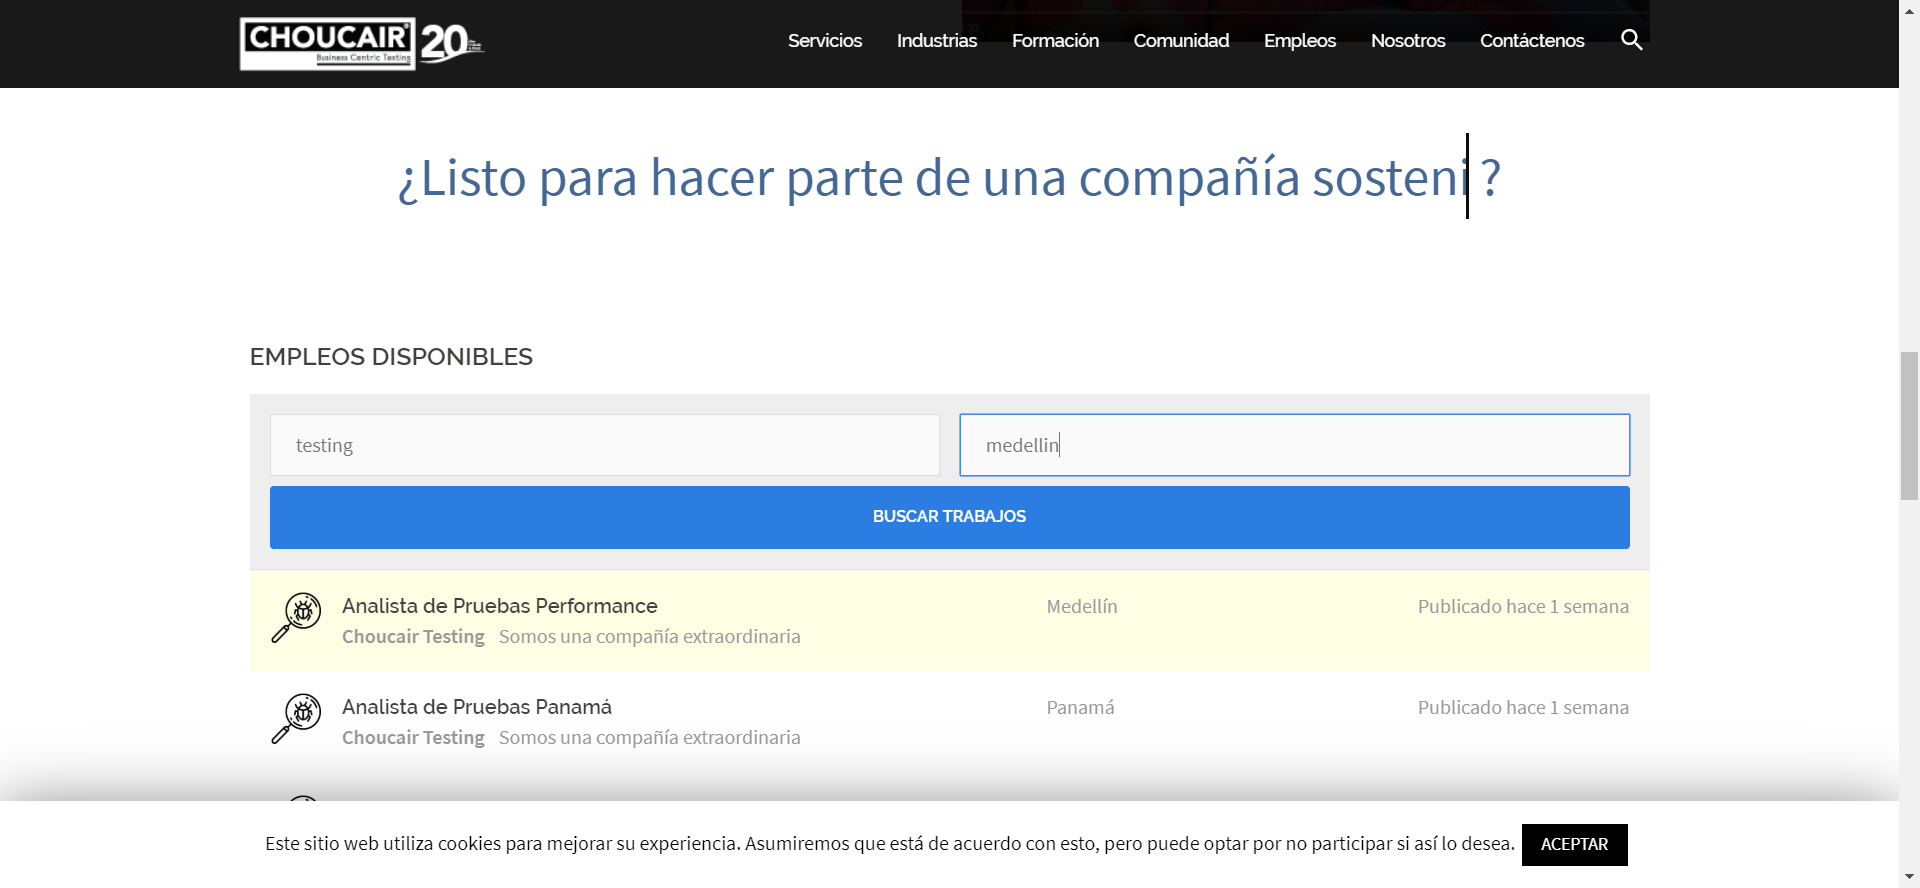 CHOUCAIR
Business Centric Testing
20
Servicios Industrias Formación Comunidad Empleos Nosotros Contáctenos
¿Listo para hacer parte de una compañía sosteni ?
EMPLEOS DISPONIBLES
testing medellin
BUSCAR TRABAJOS
Analista de Pruebas Performance Medellín Publicado hace 1 semana
Choucair Testing Somos una compañía extraordinaria
Analista de Pruebas Panamá Panamá Publicado hace 1 semana
Choucair Testing Somos una compañía extraordinaria
Este sitio web utiliza cookies para mejorar su experiencia. Asumiremos que está de acuerdo con esto, pero puede optar por no participar si así lo desea. ACEPTAR